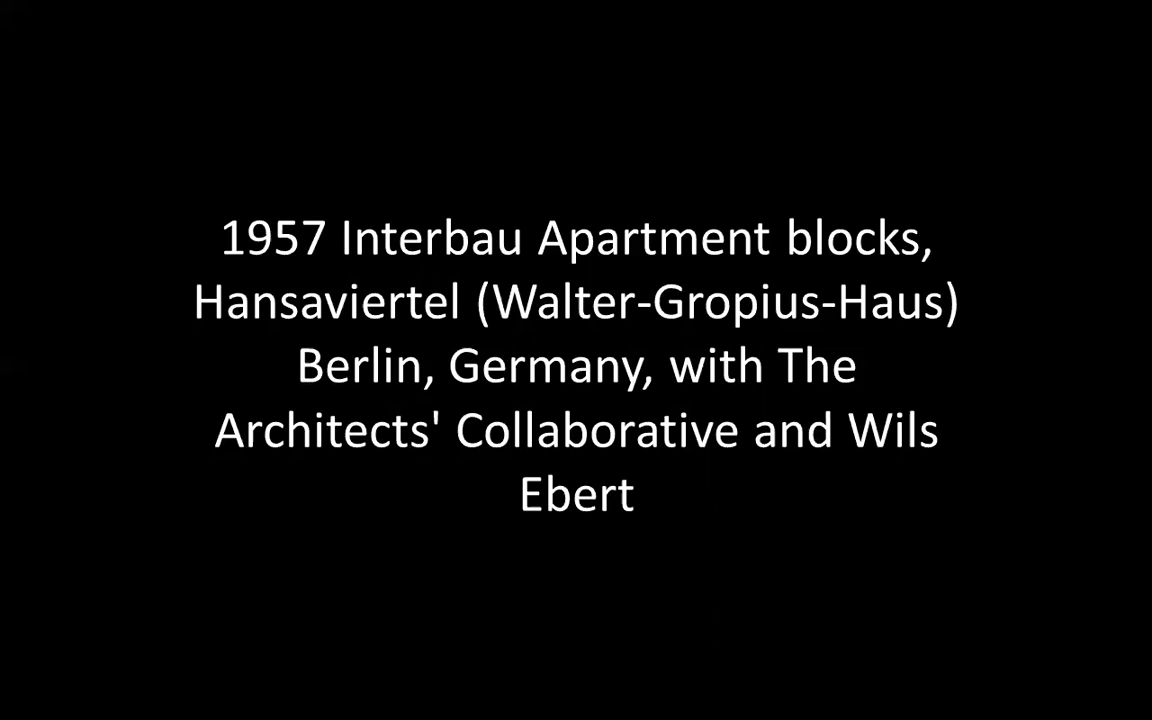 1957 Interbau Apartment blocks,
Hansaviertel (Walter-Gropius-Haus)
Berlin, Germany, with The
Architects' Collaborative and Wils
Ebert